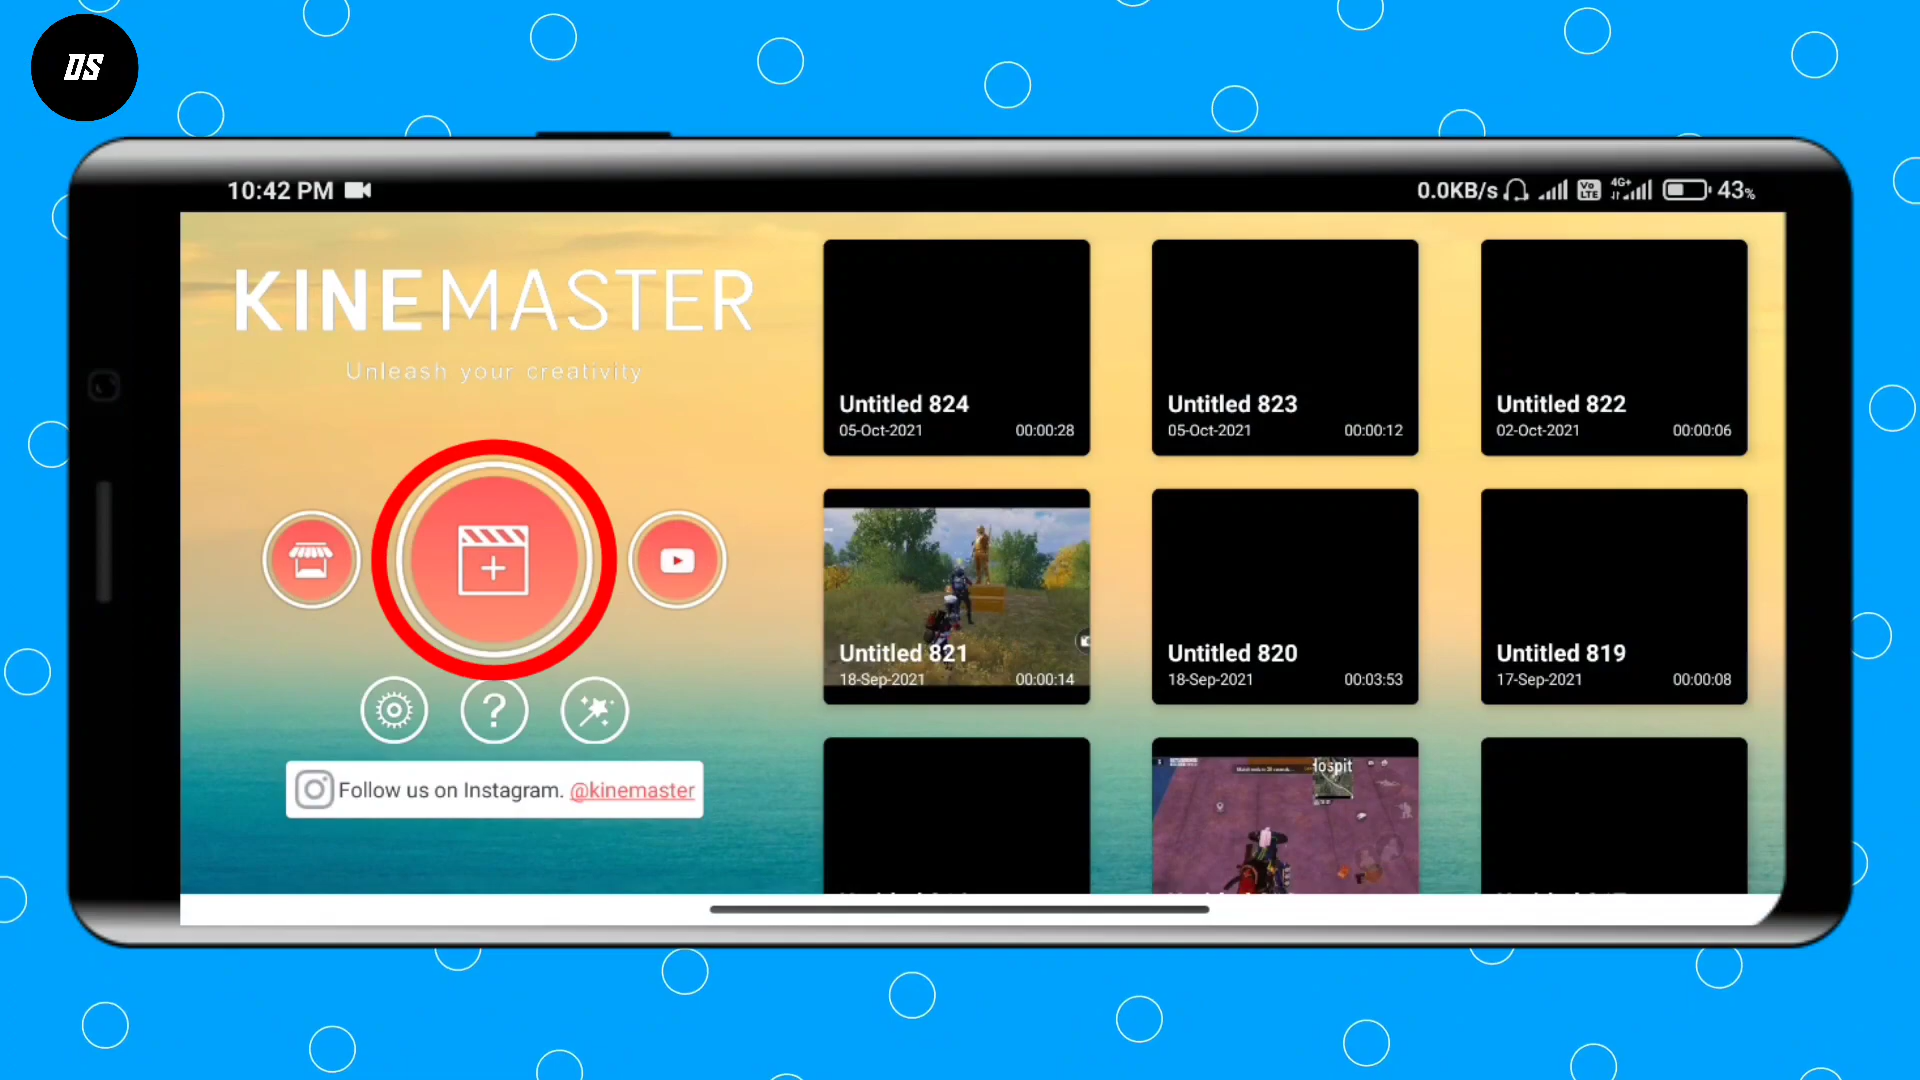 DS
10:42 PM
0.0KB/s Vo LTE 4G+ 43%
KINEMASTER
Unleash your creativity
?
Follow us on Instagram. @kinemaster
Untitled 824
05-Oct-2021 00:00:28
Untitled 823
05-Oct-2021 00:00:12
Untitled 822
02-Oct-2021 00:00:06
Untitled 821
18-Sep-2021 00:00:14
Untitled 820
18-Sep-2021 00:03:53
Untitled 819
17-Sep-2021 00:00:08